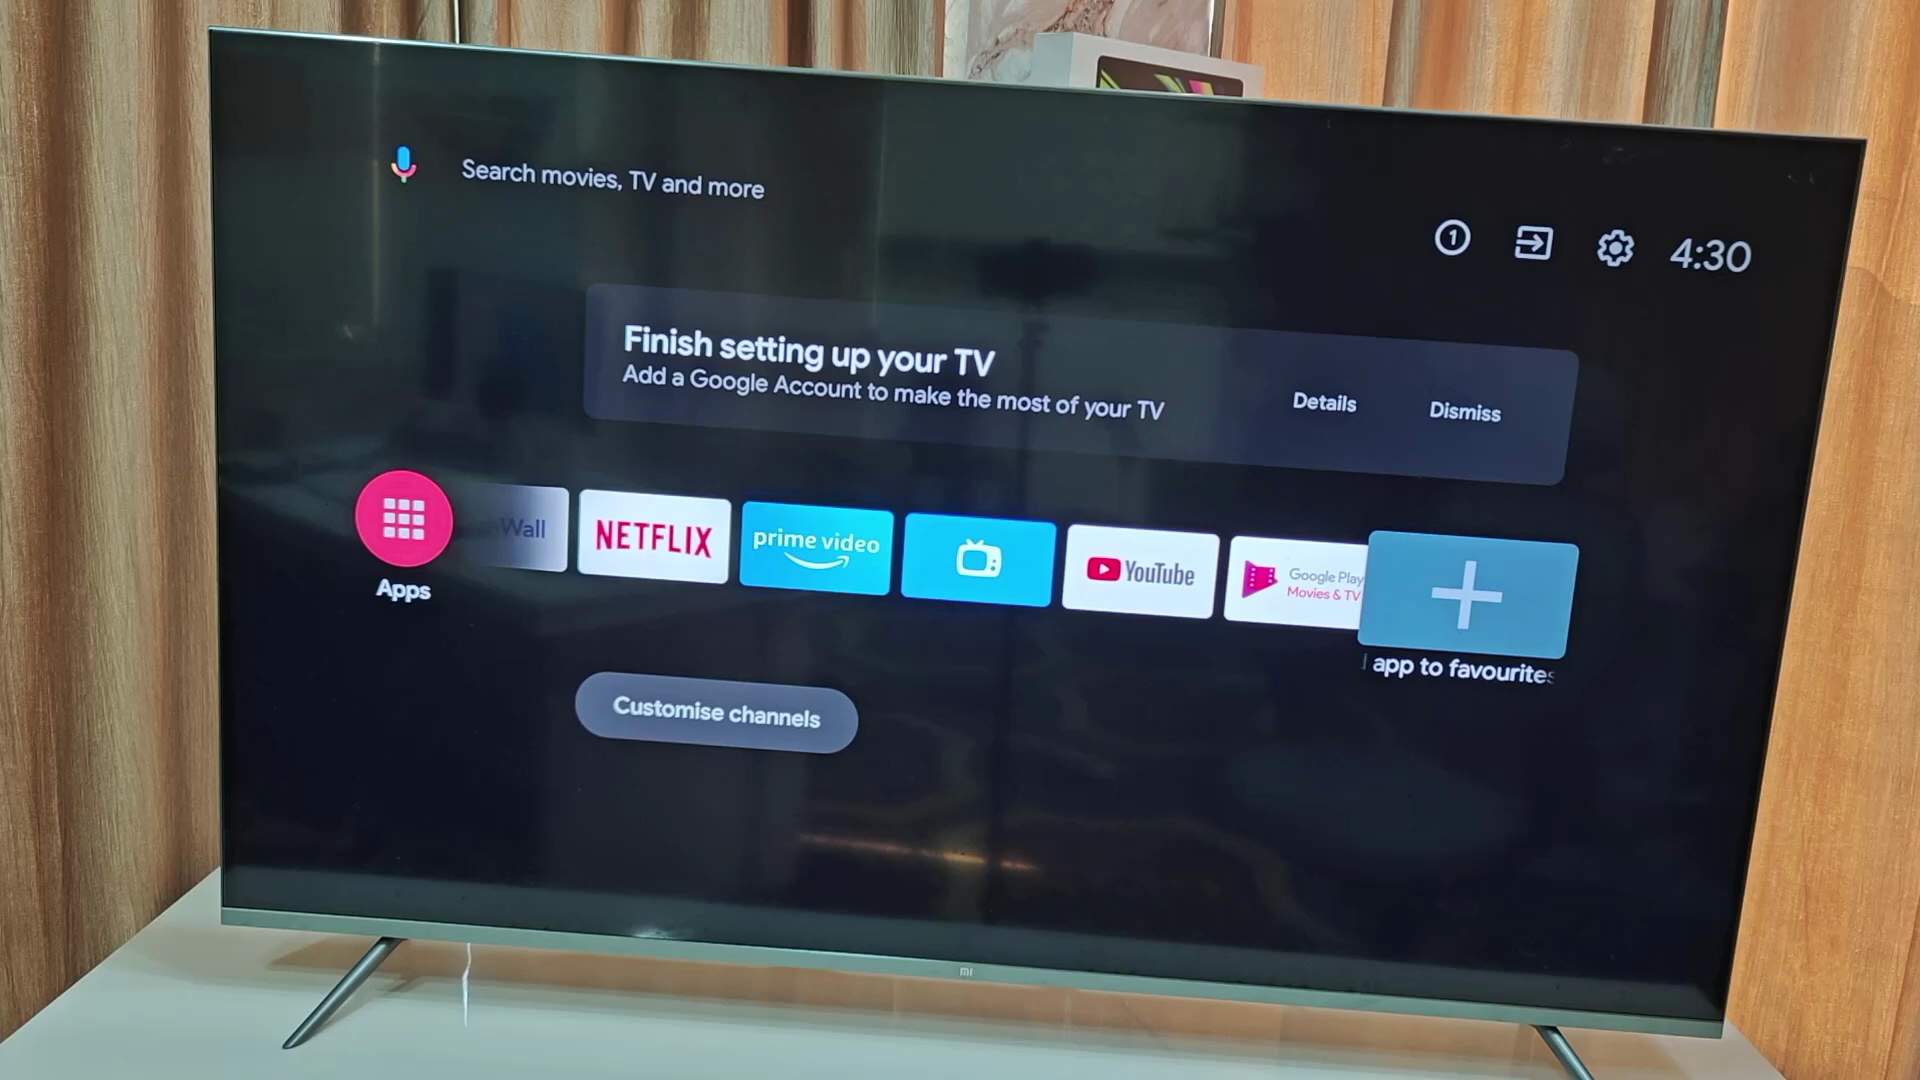 Search movies, TV and more
1
4:30
Finish setting up your TV
Add a Google Account to make the most of your TV
Details
Dismiss
Wall
NETFLIX
prime video
YouTube
Google Play
Movies & TV
Apps
app to favourites
Customise channels
mi